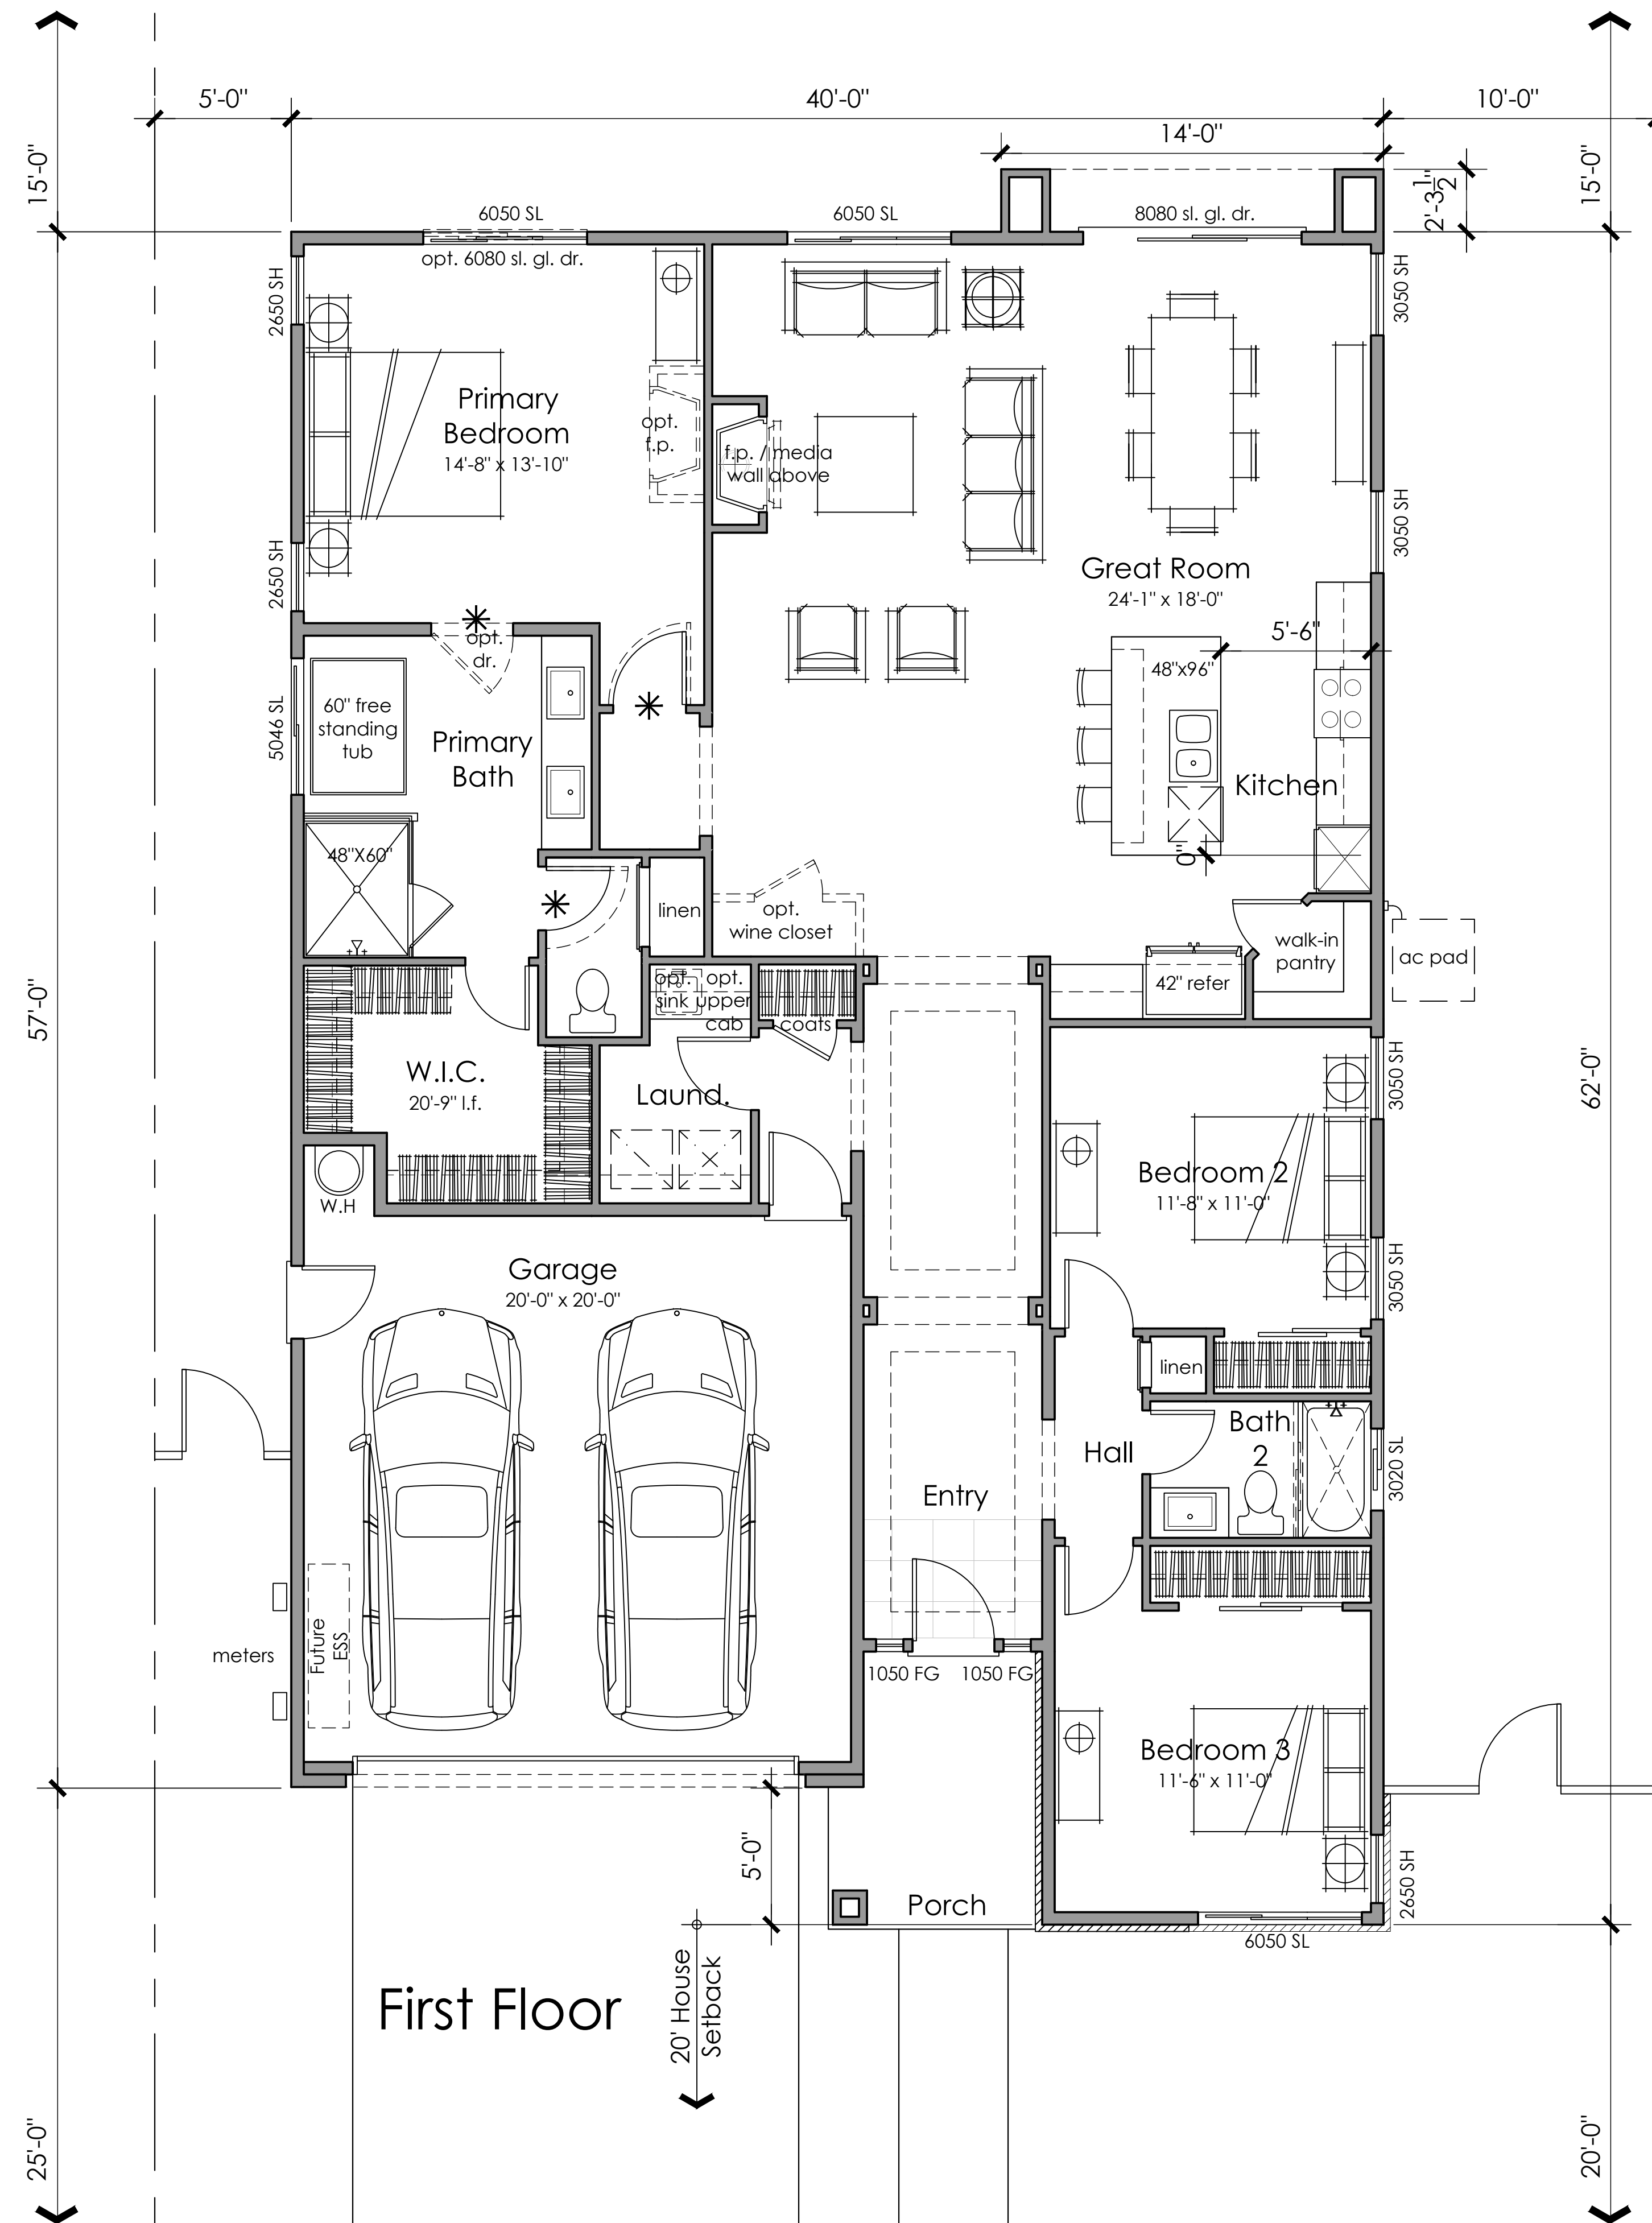 5'-0"
40'-0"
10'-0"
14'-0"
15'-0"
2'-3 1/2"
15'-0"
6050 SL
6050 SL
8080 sl. gl. dr.
opt. 6080 sl. gl. dr.
2650 SH
3050 SH
Primary
Bedroom
14'-8" x 13'-10"
opt.
f.p.
f.p. / media
wall above
2650 SH
3050 SH
Great Room
24'-1" x 18'-0"
opt.
dr.
5'-6"
48"x96"
5046 SL
60" free
standing
tub
Primary
Bath
Kitchen
48"X60"
0"
linen
opt.
wine closet
walk-in
pantry
ac pad
42" refer
opt.
sink
opt.
upper
cab
coats
57'-0"
62'-0"
W.I.C.
20'-9" l.f.
Laund.
3050 SH
Bedroom 2
11'-8" x 11'-0"
W.H
3050 SH
Garage
20'-0" x 20'-0"
linen
Bath
2
Hall
3020 SL
Entry
meters
Future
ESS
1050 FG
1050 FG
Bedroom 3
11'-6" x 11'-0"
5'-0"
2650 SH
Porch
6050 SL
First Floor
20' House
Setback
25'-0"
20'-0"